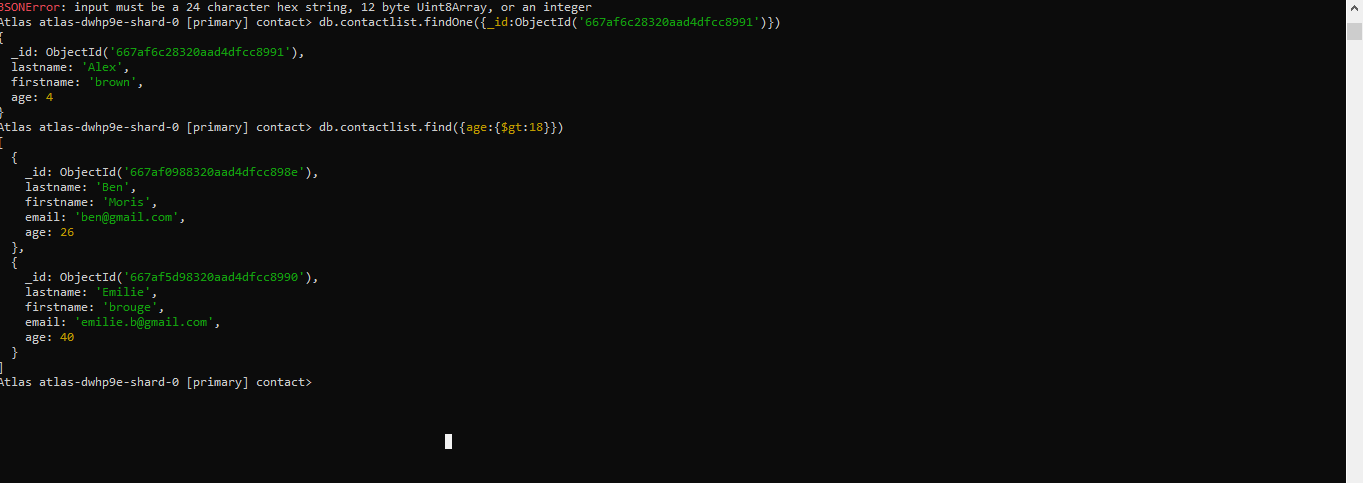 BSONError: input must be a 24 character hex string, 12 byte Uint8Array, or an integer
Atlas atlas-dwhp9e-shard-0 [primary] contact> db.contactlist.findOne({_id:ObjectId('667af6c28320aad4dfcc8991')})
{
  _id: ObjectId('667af6c28320aad4dfcc8991'),
  lastname: 'Alex',
  firstname: 'brown',
  age: 4
}
Atlas atlas-dwhp9e-shard-0 [primary] contact> db.contactlist.find({age:{$gt:18}})
[
  {
    _id: ObjectId('667af0988320aad4dfcc898e'),
    lastname: 'Ben',
    firstname: 'Moris',
    email: 'ben@gmail.com',
    age: 26
  },
  {
    _id: ObjectId('667af5d98320aad4dfcc8990'),
    lastname: 'Emilie',
    firstname: 'brouge',
    email: 'emilie.b@gmail.com',
    age: 40
  }
]
Atlas atlas-dwhp9e-shard-0 [primary] contact>